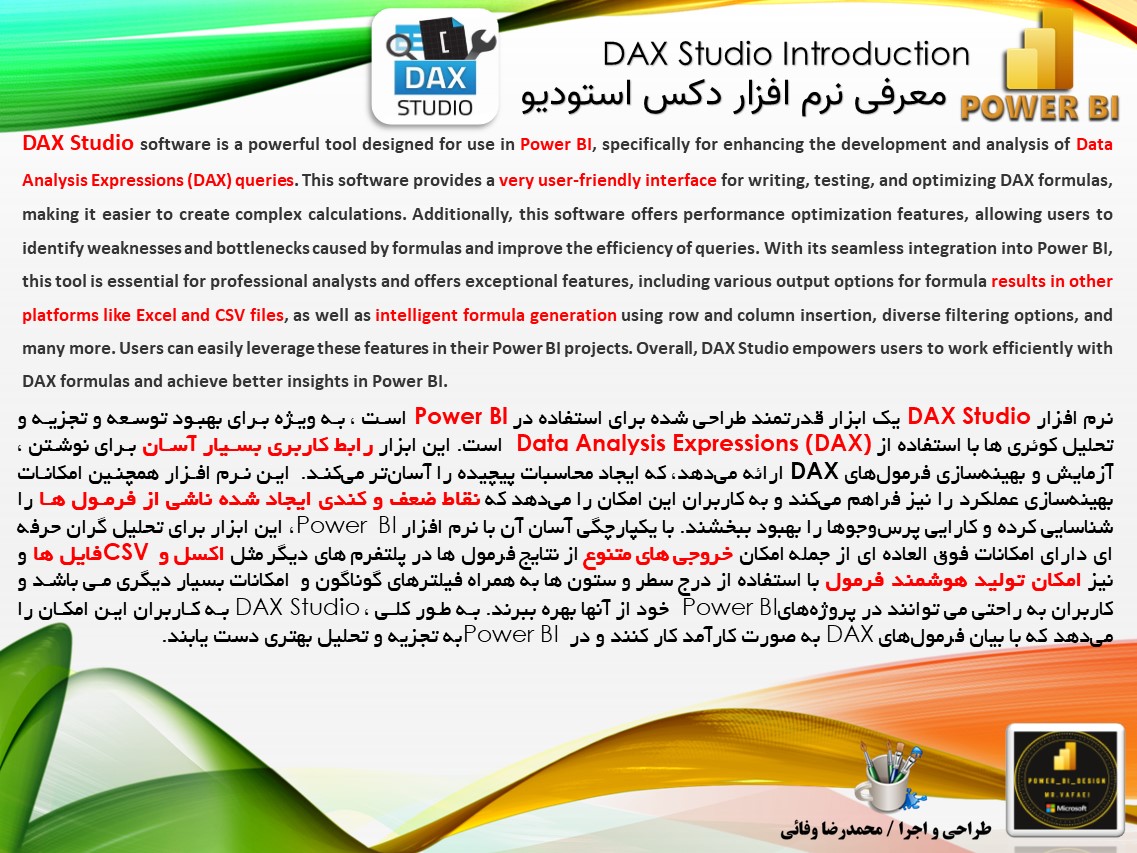 DAX
STUDIO
DAX Studio Introduction
معرفی نرم افزار دکس استودیو
POWER BI
DAX Studio software is a powerful tool designed for use in Power BI, specifically for enhancing the development and analysis of Data
Analysis Expressions (DAX) queries. This software provides a very user-friendly interface for writing, testing, and optimizing DAX formulas,
making it easier to create complex calculations. Additionally, this software offers performance optimization features, allowing users to
identify weaknesses and bottlenecks caused by formulas and improve the efficiency of queries. With its seamless integration into Power BI,
this tool is essential for professional analysts and offers exceptional features, including various output options for formula results in other
platforms like Excel and CSV files, as well as intelligent formula generation using row and column insertion, diverse filtering options, and
many more. Users can easily leverage these features in their Power BI projects. Overall, DAX Studio empowers users to work efficiently with
DAX formulas and achieve better insights in Power BI.
نرم افزار DAX Studio یک ابزار قدرتمند طراحی شده برای استفاده در Power BI است ، به ویژه برای بهبود توسعه و تجزیه و
تحلیل کوئری ها با استفاده از Data Analysis Expressions (DAX) است. این ابزار رابط کاربری بسیار آسان برای نوشتن ،
آزمایش و بهینه‌سازی فرمول‌های DAX ارائه می‌دهد، که ایجاد محاسبات پیچیده را آسان‌تر می‌کند. این نرم افزار همچنین امکانات
بهینه‌سازی عملکرد را نیز فراهم می‌کند و به کاربران این امکان را می‌دهد که نقاط ضعف و کندی ایجاد شده ناشی از فرمول ها را
شناسایی کرده و کارایی پرس‌وجوها را بهبود ببخشند. با یکپارچگی آسان آن با نرم افزار Power BI، این ابزار برای تحلیل گران حرفه
ای دارای امکانات فوق العاده ای از جمله امکان خروجی های متنوع از نتایج فرمول ها در پلتفرم های دیگر مثل اکسل و CSVفایل ها و
نیز امکان تولید هوشمند فرمول با استفاده از درج سطر و ستون ها به همراه فیلترهای گوناگون و امکانات بسیار دیگری می باشد و
کاربران به راحتی می توانند در پروژه‌هایPower BI خود از آنها بهره ببرند. به طور کلی ، DAX Studio به کاربران این امکان را
می‌دهد که با بیان فرمول‌های DAX به صورت کارآمد کار کنند و در Power BIبه تجزیه و تحلیل بهتری دست یابند.
POWER_BI_DESIGN
MR.VAFAEI
Microsoft
طراحی و اجرا / محمدرضا وفائی